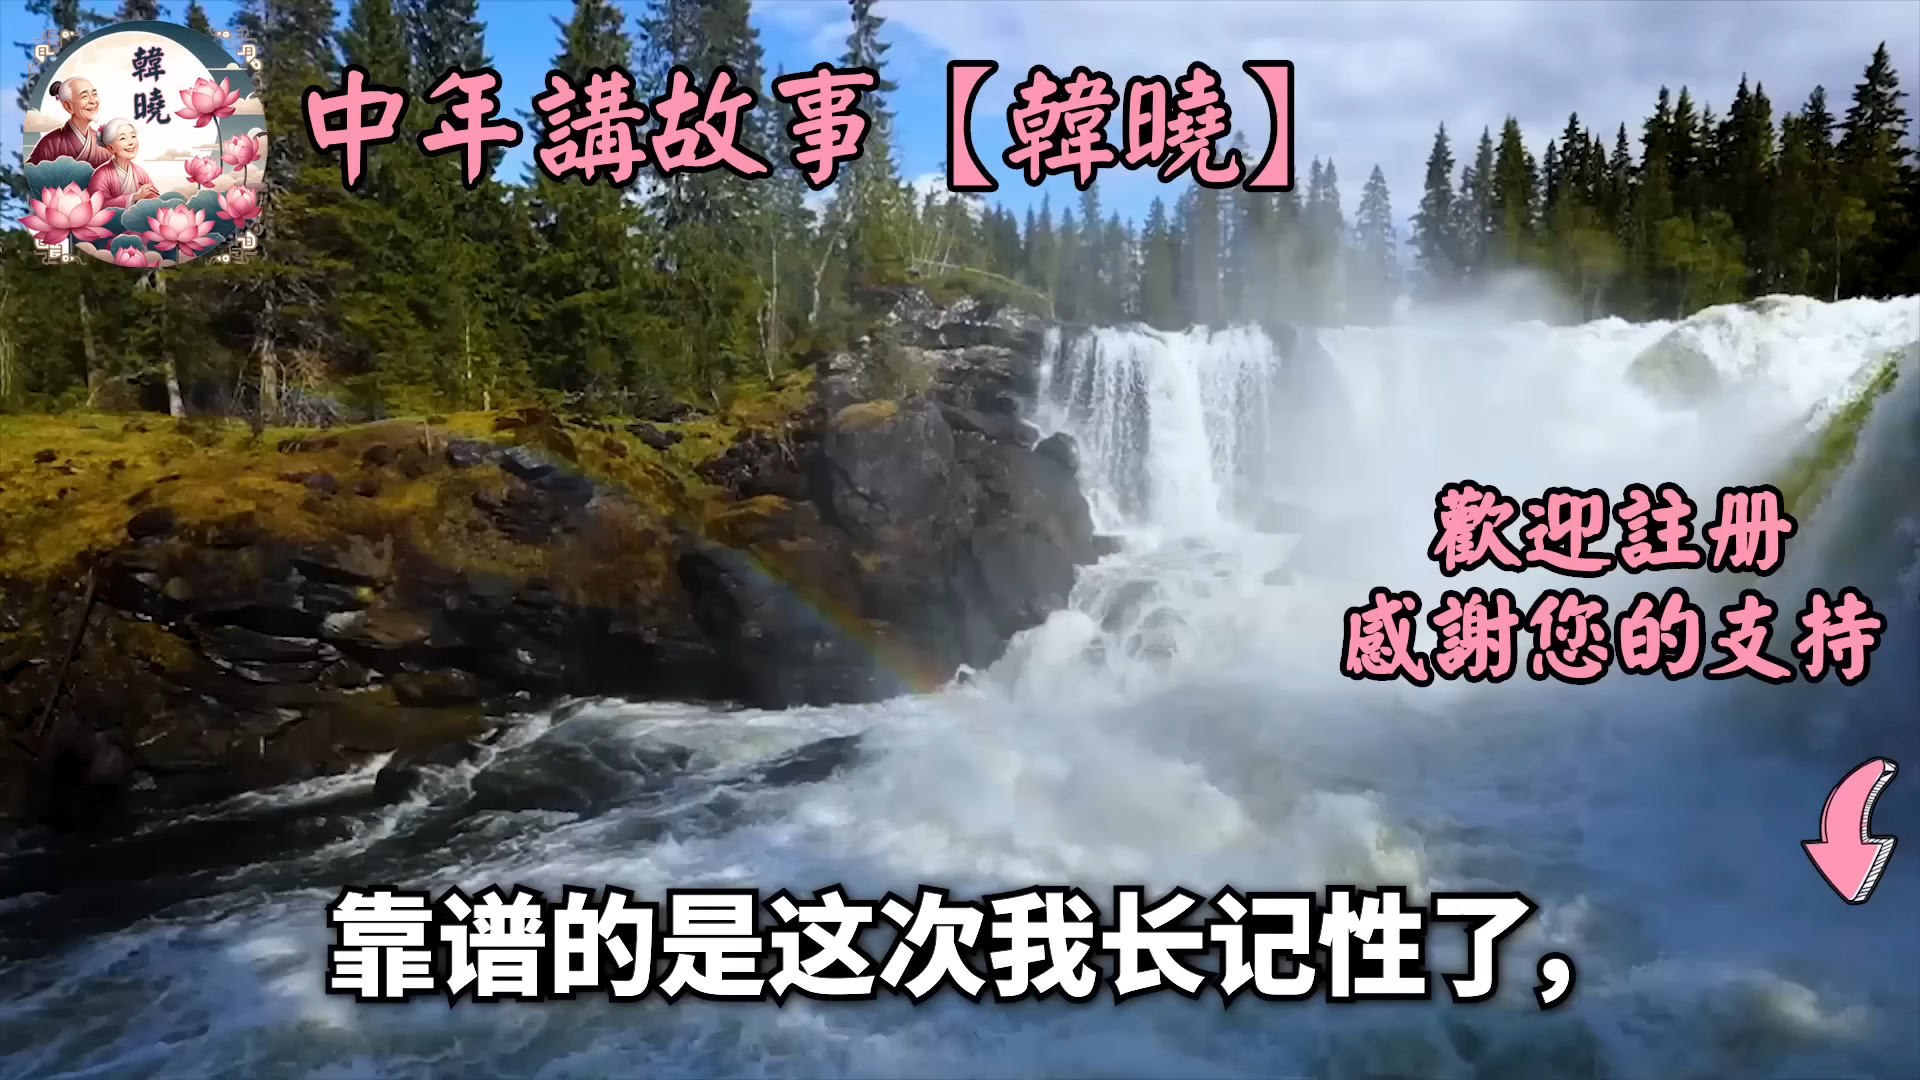 韓
曉
中年講故事【韓曉】
歡迎註册
感謝您的支持
靠谱的是这次我长记性了,